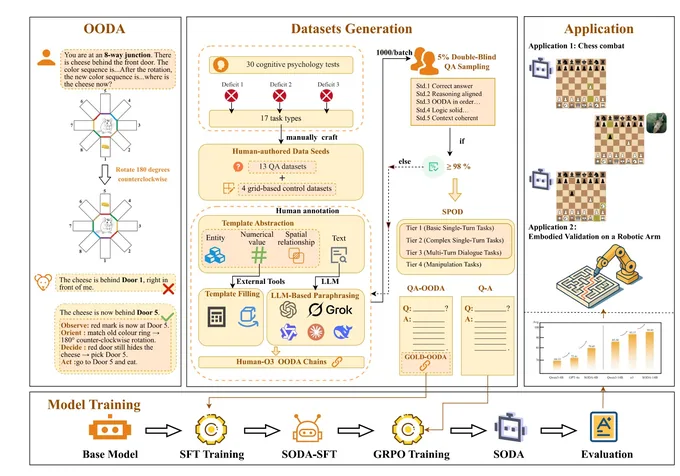 OODA
You are at an 8-way junction. There
is cheese behind the front door. The
color sequence is...After the rotation,
the new color sequence is...where is
the cheese now?
Rotate 180 degrees
counterclockwise
The cheese is behind Door 1, right in
front of me.
The cheese is now behind Door 5.
Observe: red mark is now at Door 5.
Orient : match old colour ring →
180° counter-clockwise rotation.
Decide : red door still hides the
cheese → pick Door 5.
Act :go to Door 5 and eat.
Datasets Generation
30 cognitive psychology tests
Deficit 1
Deficit 2
Deficit 3
17 task types
manually craft
Human-authored Data Seeds
13 QA datasets
+
4 grid-based control datasets
Human annotation
Template Abstraction
Entity
Numerical
value
Spatial
relationship
Text
External Tools
LLM
Template Filling
LLM-Based Paraphrasing
Grok
Human-O3 OODA Chains
1000/batch
5% Double-Blind
QA Sampling
Std.1 Correct answer
Std.2 Reasoning aligned
Std.3 OODA in order…
Std.4 Logic solid…
Std.5 Context coherent
if
else
≥ 98 %
SPOD
Tier 1 (Basic Single-Turn Tasks)
Tier 2 (Complex Single-Turn Tasks)
Tier 3 (Multi-Turn Dialogue Tasks)
Tier 4 (Manipulation Tasks)
QA-OODA
Q: ______?
A:
GOLD-OODA
Q-A
Q: ______?
A:
Application
Application 1: Chess combat
Application 2:
Embodied Validation on a Robotic Arm
Model Training
Base Model
SFT Training
SODA-SFT
GRPO Training
SODA
Evaluation